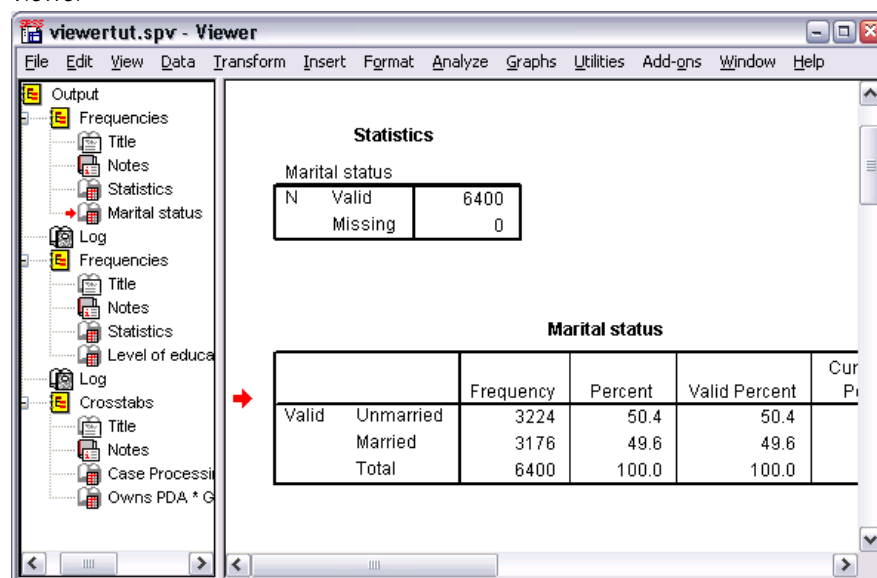 viewertut.spv - Viewer
File Edit View Data Transform Insert Format Analyze Graphs Utilities Add-ons Window Help
Output
Frequencies
Title
Notes
Statistics
Marital status
Log
Frequencies
Title
Notes
Statistics
Level of educa
Log
Crosstabs
Title
Notes
Case Processi
Owns PDA * G
Statistics
Marital status
N Valid 6400
Missing 0
Marital status
Frequency Percent Valid Percent
Valid Unmarried 3224 50.4 50.4
Married 3176 49.6 49.6
Total 6400 100.0 100.0